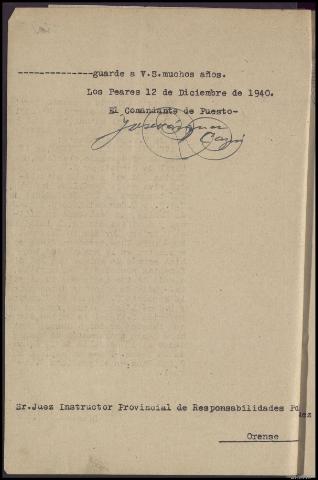 ---------------guarde a V.S.muchos años.
Los Peares 12 de Diciembre de 1940.
El Comandante de Puesto-
Sr.Juez Instructor Provincial de Responsabilidades
Orense